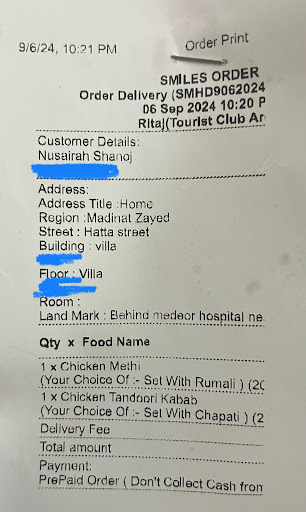 9/6/24, 10:21 PM
Order Print
SMILES ORDER
Order Delivery (SMHD9062024
06 Sep 2024 10:20 P
Ritaj(Tourist Club Ar
Customer Details:
Nusairah Shanoj
Address:
Address Title :Home
Region :Madinat Zayed
Street : Hatta street
Building : villa
Floor : Villa
Room :
Land Mark : Behind medeor hospital ne
Qty x Food Name
1 x Chicken Methi
(Your Choice Of :- Set With Rumali ) (20
1 x Chicken Tandoori Kabab
(Your Choice Of :- Set With Chapati ) (2
Delivery Fee
Total amount
Payment:
PrePaid Order ( Don't Collect Cash from